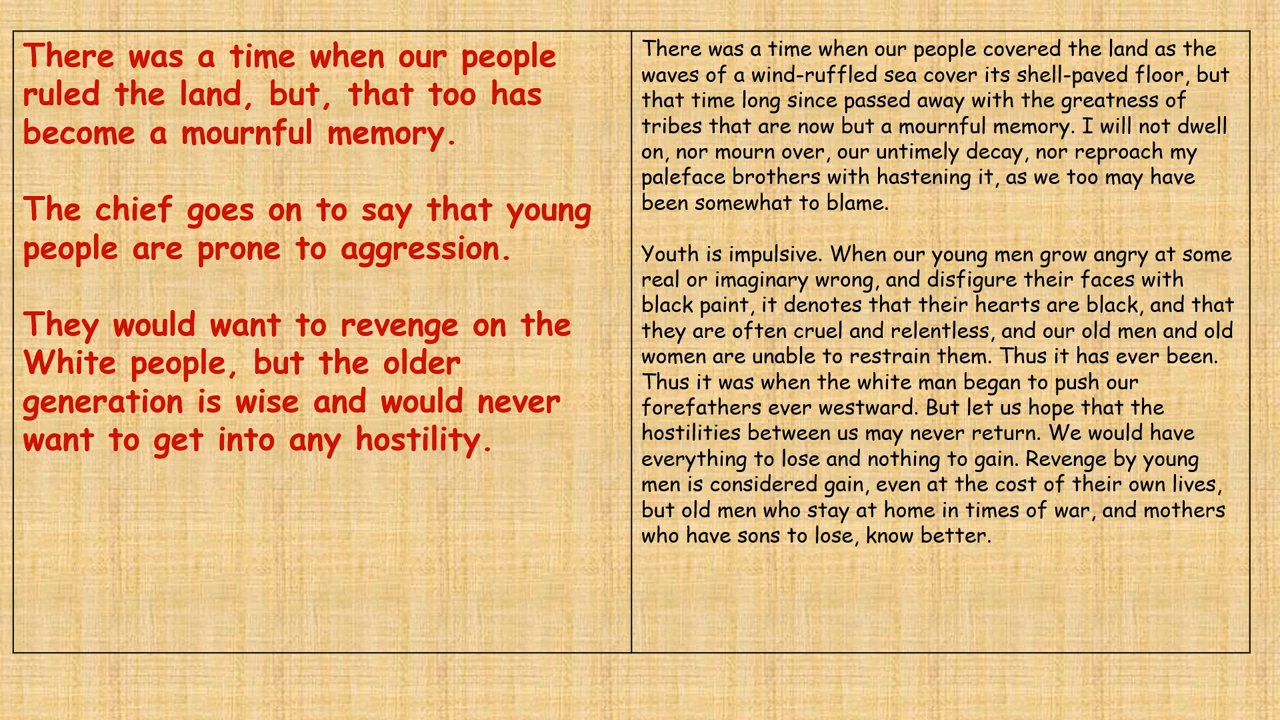 There was a time when our people
ruled the land, but, that too has
become a mournful memory.
The chief goes on to say that young
people are prone to aggression.
They would want to revenge on the
White people, but the older
generation is wise and would never
want to get into any hostility.
There was a time when our people covered the land as the
waves of a wind-ruffled sea cover its shell-paved floor, but
that time long since passed away with the greatness of
tribes that are now but a mournful memory. I will not dwell
on, nor mourn over, our untimely decay, nor reproach my
paleface brothers with hastening it, as we too may have
been somewhat to blame.
Youth is impulsive. When our young men grow angry at some
real or imaginary wrong, and disfigure their faces with
black paint, it denotes that their hearts are black, and that
they are often cruel and relentless, and our old men and old
women are unable to restrain them. Thus it has ever been.
Thus it was when the white man began to push our
forefathers ever westward. But let us hope that the
hostilities between us may never return. We would have
everything to lose and nothing to gain. Revenge by young
men is considered gain, even at the cost of their own lives,
but old men who stay at home in times of war, and mothers
who have sons to lose, know better.